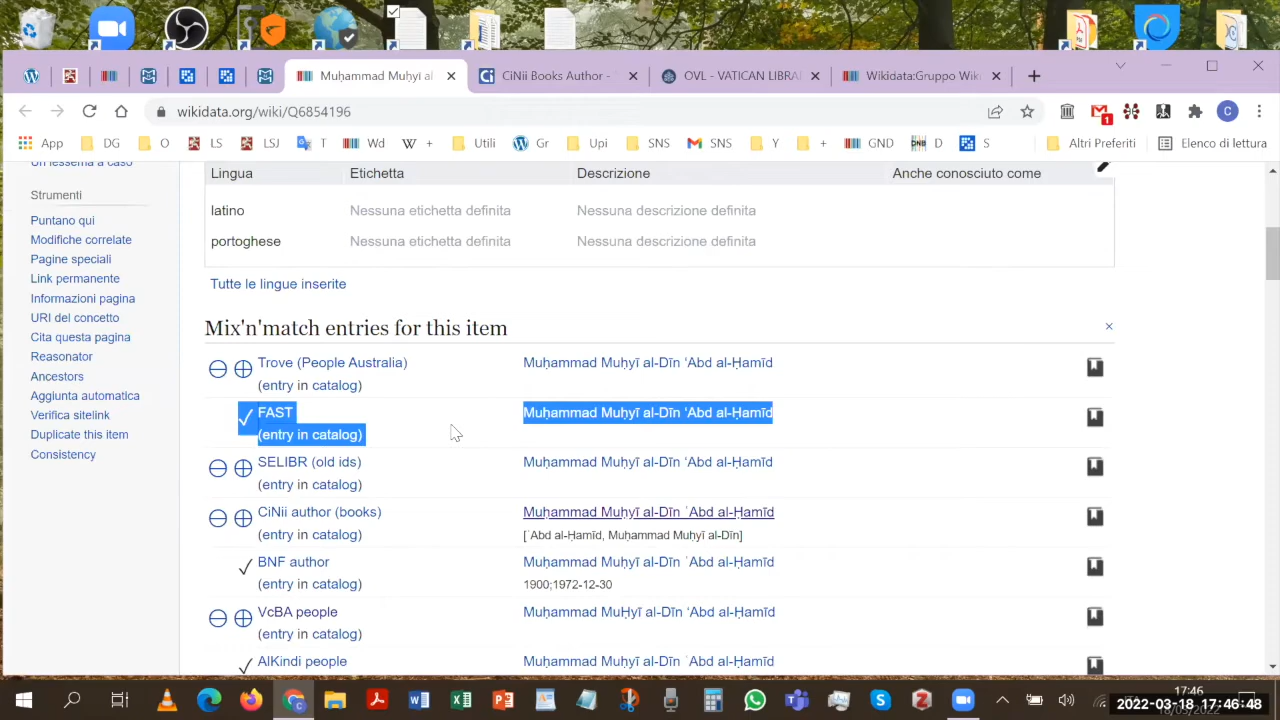 Muḥammad Muḥyi al
CiNii Books Author -
OVL - VATICAN LIBRA
Wikidata:Gruppo Wik
wikidata.org/wiki/Q6854196
C
1
App DG O LS LSJ T Wd + Utili Gr Upi SNS SNS Y + GND D S Altri Preferiti Elenco di lettura
Un lessema a caso
Strumenti
Puntano qui
Modifiche correlate
Pagine speciali
Link permanente
Informazioni pagina
URI del concetto
Cita questa pagina
Reasonator
Ancestors
Aggiunta automatica
Verifica sitelink
Duplicate this item
Consistency
Lingua Etichetta Descrizione Anche conosciuto come
latino Nessuna etichetta definita Nessuna descrizione definita
portoghese Nessuna etichetta definita Nessuna descrizione definita
Tutte le lingue inserite
Mix'n'match entries for this item
Trove (People Australia) Muḥammad Muḥyī al-Dīn ʻAbd al-Ḥamīd
(entry in catalog)
FAST Muḥammad Muḥyī al-Dīn ʻAbd al-Ḥamīd
(entry in catalog)
SELIBR (old ids) Muḥammad Muḥyī al-Dīn ʻAbd al-Ḥamīd
(entry in catalog)
CiNii author (books) Muḥammad Muḥyī al-Dīn ʿAbd al-Ḥamīd
(entry in catalog) [ʿAbd al-Ḥamīd, Muḥammad Muḥyī al-Dīn]
BNF author Muḥammad Muḥyī al-Dīn ʿAbd al-Ḥamīd
(entry in catalog) 1900;1972-12-30
VcBA people Muḥammad MuḤyī al-Dīn ʻAbd al-Ḥamīd
(entry in catalog)
AlKindi people Muḥammad Muḥyī al-Dīn ʿAbd al-Ḥamīd
17:46
2022-03-18 17:46:48